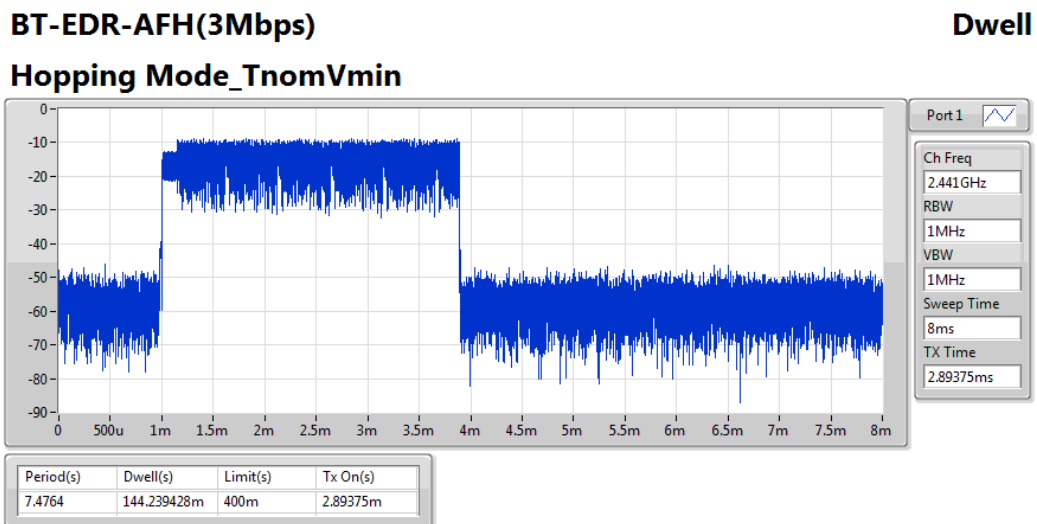 BT-EDR-AFH(3Mbps) Dwell
Hopping Mode_TnomVmin
Port 1
0
-10
-20
-30
-40
-50
-60
-70
-80
-90
0 500u 1m 1.5m 2m 2.5m 3m 3.5m 4m 4.5m 5m 5.5m 6m 6.5m 7m 7.5m 8m
Ch Freq
2.441GHz
RBW
1MHz
VBW
1MHz
Sweep Time
8ms
TX Time
2.89375ms
Period(s) Dwell(s) Limit(s) Tx On(s)
7.4764 144.239428m 400m 2.89375m